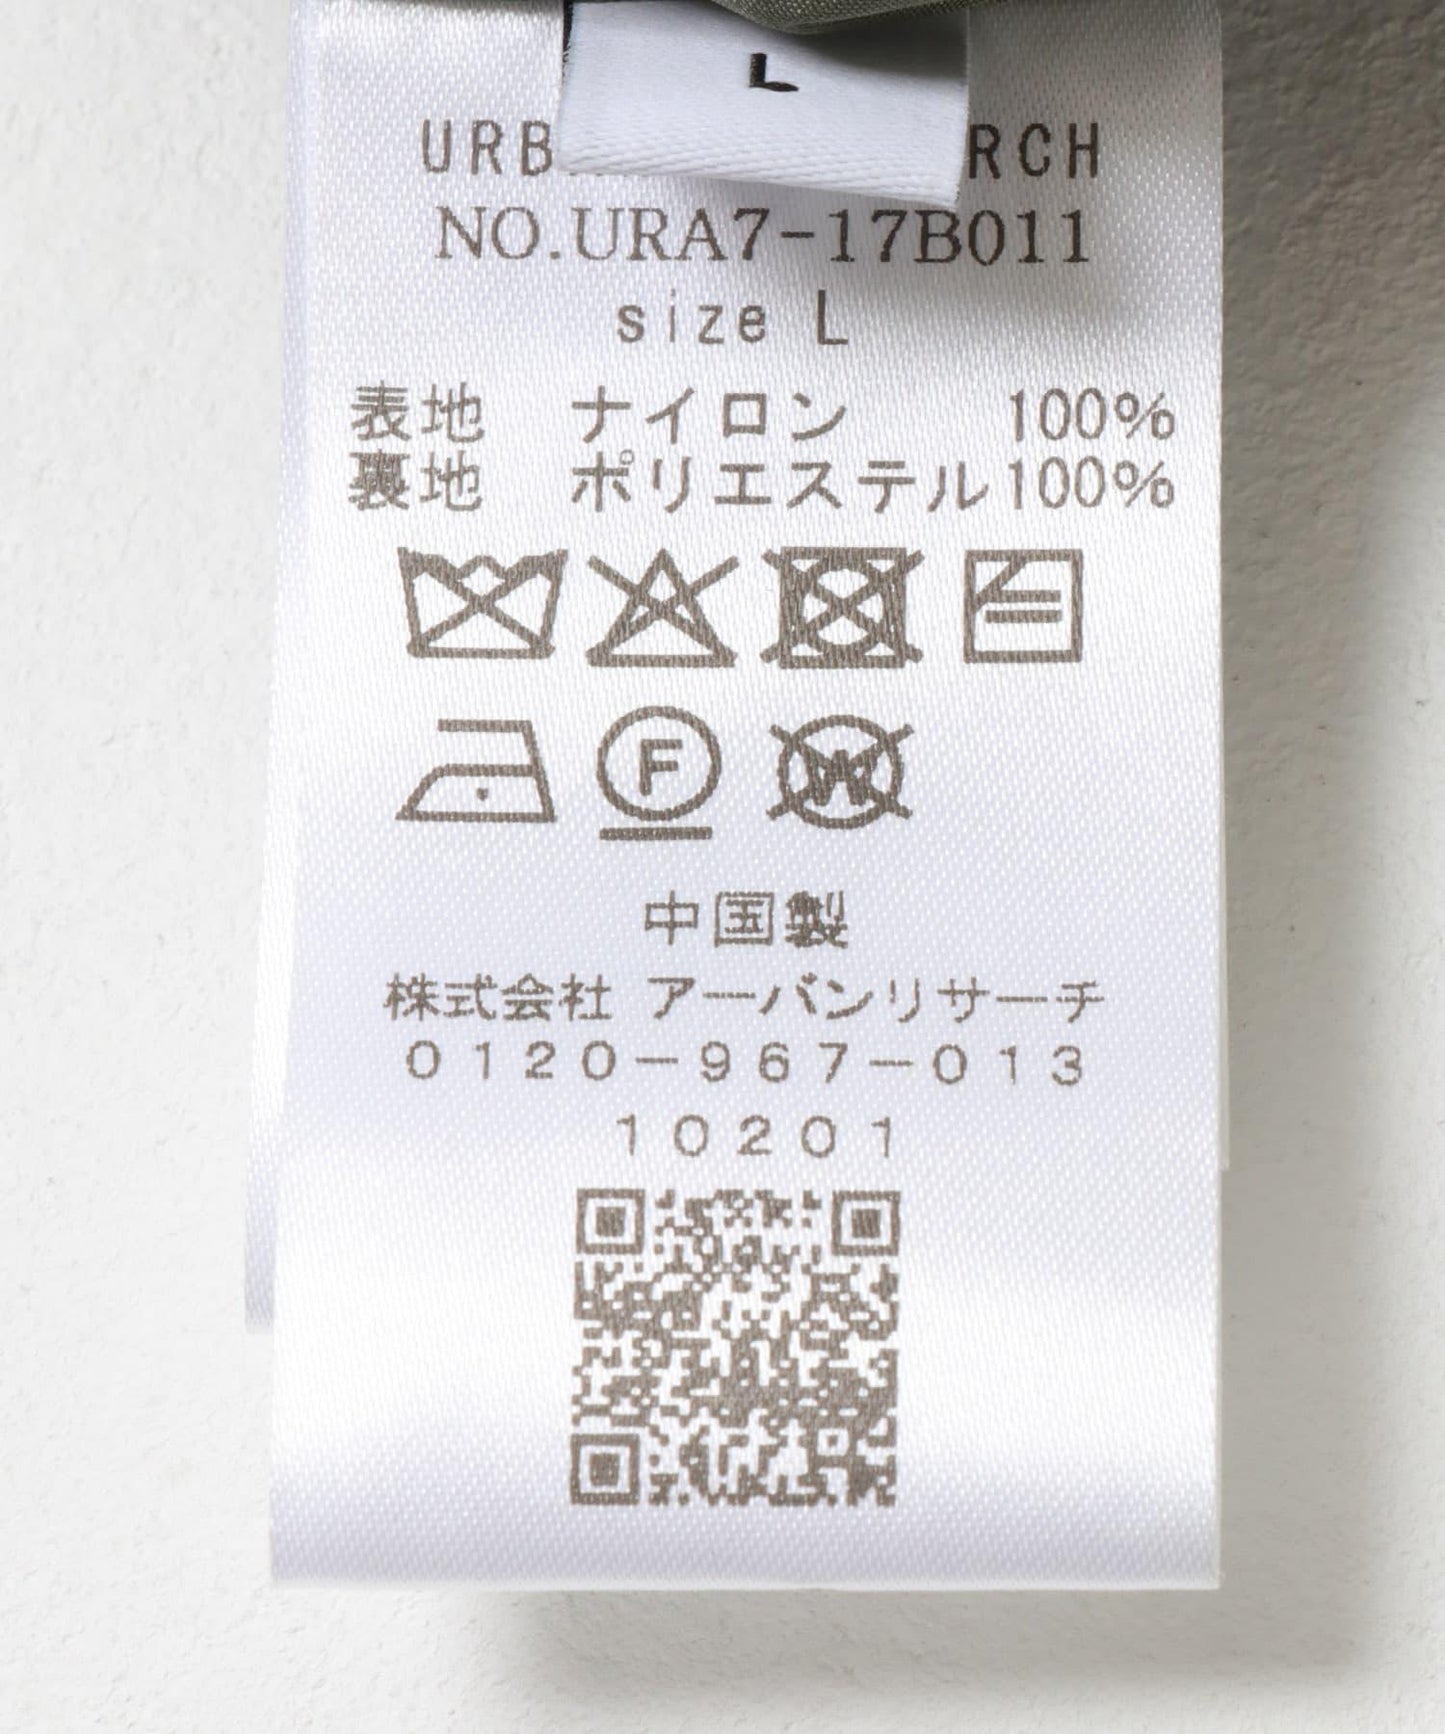 L
URB RCH
NO.URA7-17B011
size L
表地 ナイロン 100%
裏地 ポリエステル100%
F
W
中国製
株式会社 アーバンリサーチ
0120-967-013
10201